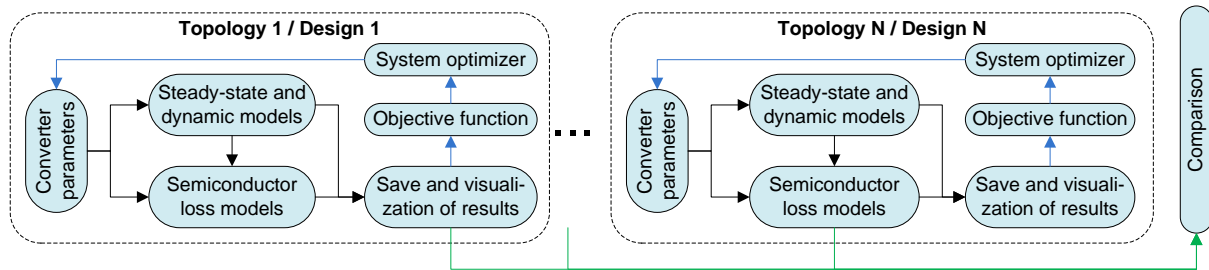 Topology 1 / Design 1
System optimizer
Steady-state and
dynamic models
Objective function
Converter
parameters
Semiconductor
loss models
Save and visuali-
zation of results
...
Topology N / Design N
System optimizer
Steady-state and
dynamic models
Objective function
Converter
parameters
Semiconductor
loss models
Save and visuali-
zation of results
Comparison